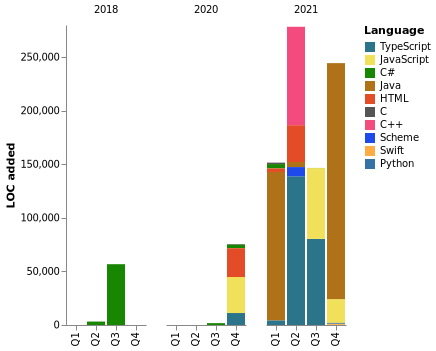 2018 2020 2021
Language
TypeScript
JavaScript
C#
Java
HTML
C
C++
Scheme
Swift
Python
LOC added
250,000
200,000
150,000
100,000
50,000
0
Q1 Q2 Q3 Q4 Q1 Q2 Q3 Q4 Q1 Q2 Q3 Q4